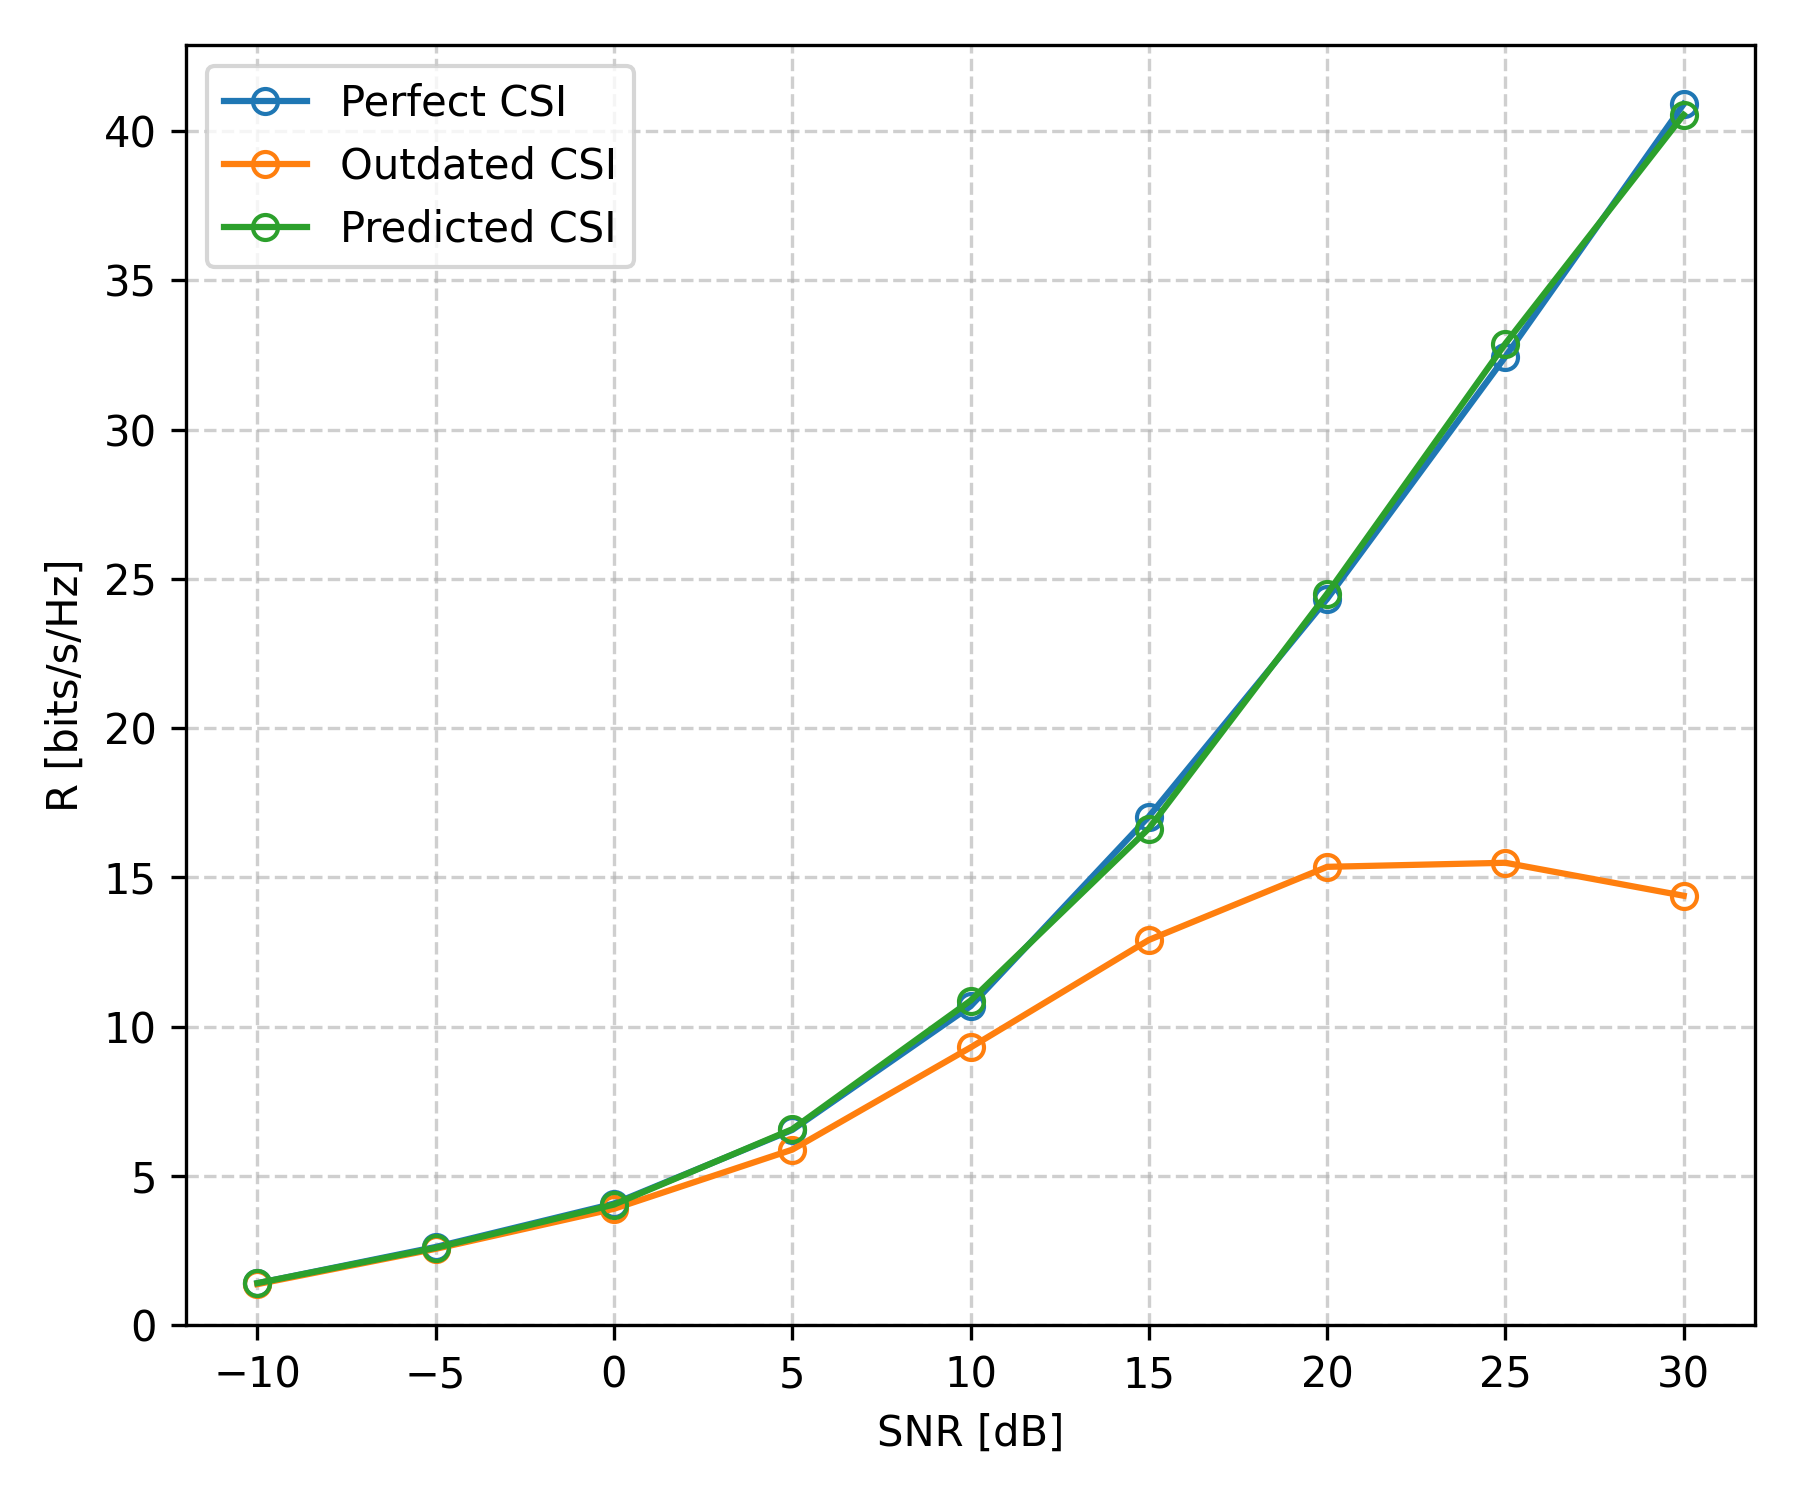 Perfect CSI
Outdated CSI
Predicted CSI
40
35
30
25
20
15
10
5
0
R [bits/s/Hz]
−10 −5 0 5 10 15 20 25 30
SNR [dB]